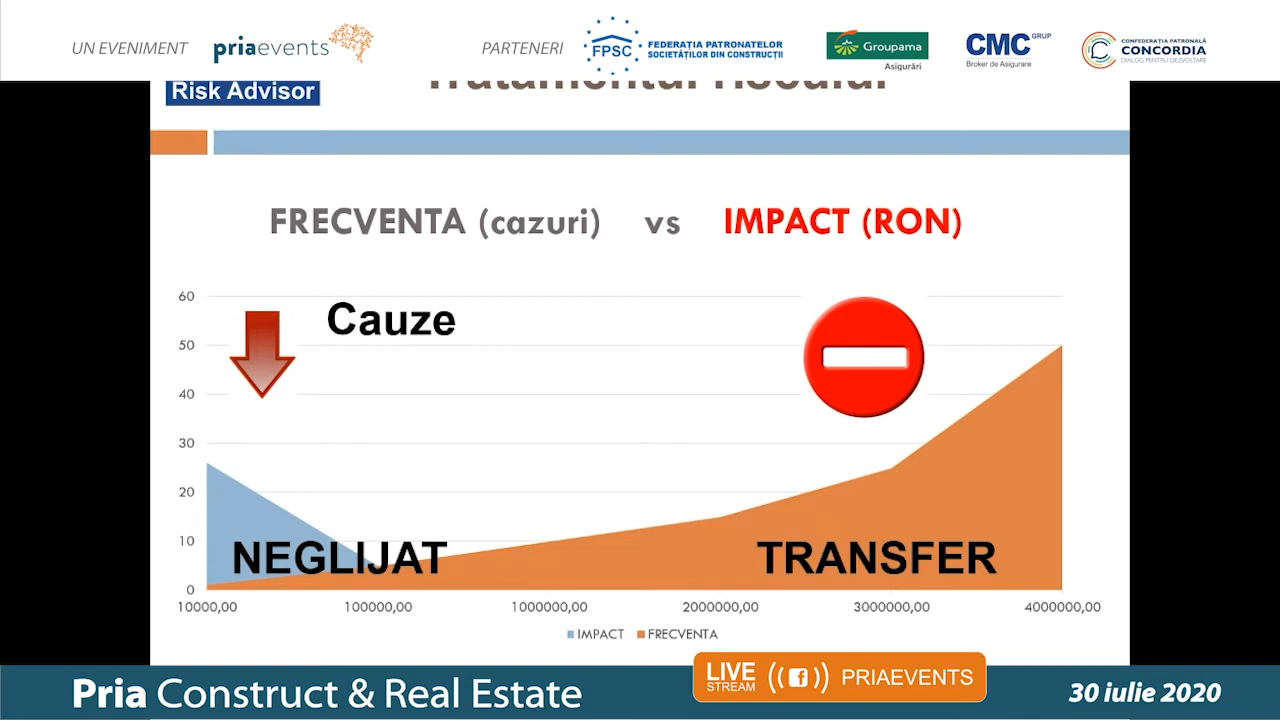 UN EVENIMENT
priaevents
PARTENERI
FPSC
FEDERAȚIA PATRONATELOR
SOCIETĂȚILOR DIN CONSTRUCȚII
Groupama
Asigurări
CMC GRUP
Broker de Asigurare
CONFEDERAȚIA PATRONALĂ
CONCORDIA
DIALOG PENTRU DEZVOLTARE
Risk Advisor
Tratamentul riscului
FRECVENTA (cazuri) vs IMPACT (RON)
60
50
40
30
20
10
0
Cauze
NEGLIJAT
TRANSFER
10000,00 100000,00 1000000,00 2000000,00 3000000,00 4000000,00
IMPACT FRECVENTA
Pria Construct & Real Estate
LIVE
STREAM
f
PRIAEVENTS
30 iulie 2020